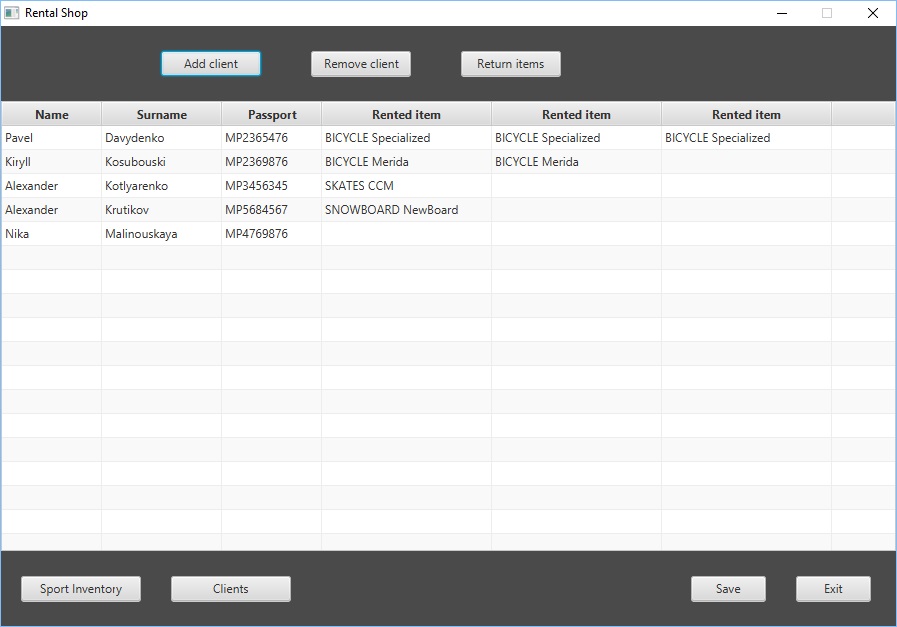 Rental Shop
Add client Remove client Return items
Name Surname Passport Rented item Rented item Rented item
Pavel Davydenko MP2365476 BICYCLE Specialized BICYCLE Specialized BICYCLE Specialized
Kiryll Kosubouski MP2369876 BICYCLE Merida BICYCLE Merida
Alexander Kotlyarenko MP3456345 SKATES CCM
Alexander Krutikov MP5684567 SNOWBOARD NewBoard
Nika Malinouskaya MP4769876
Sport Inventory Clients Save Exit